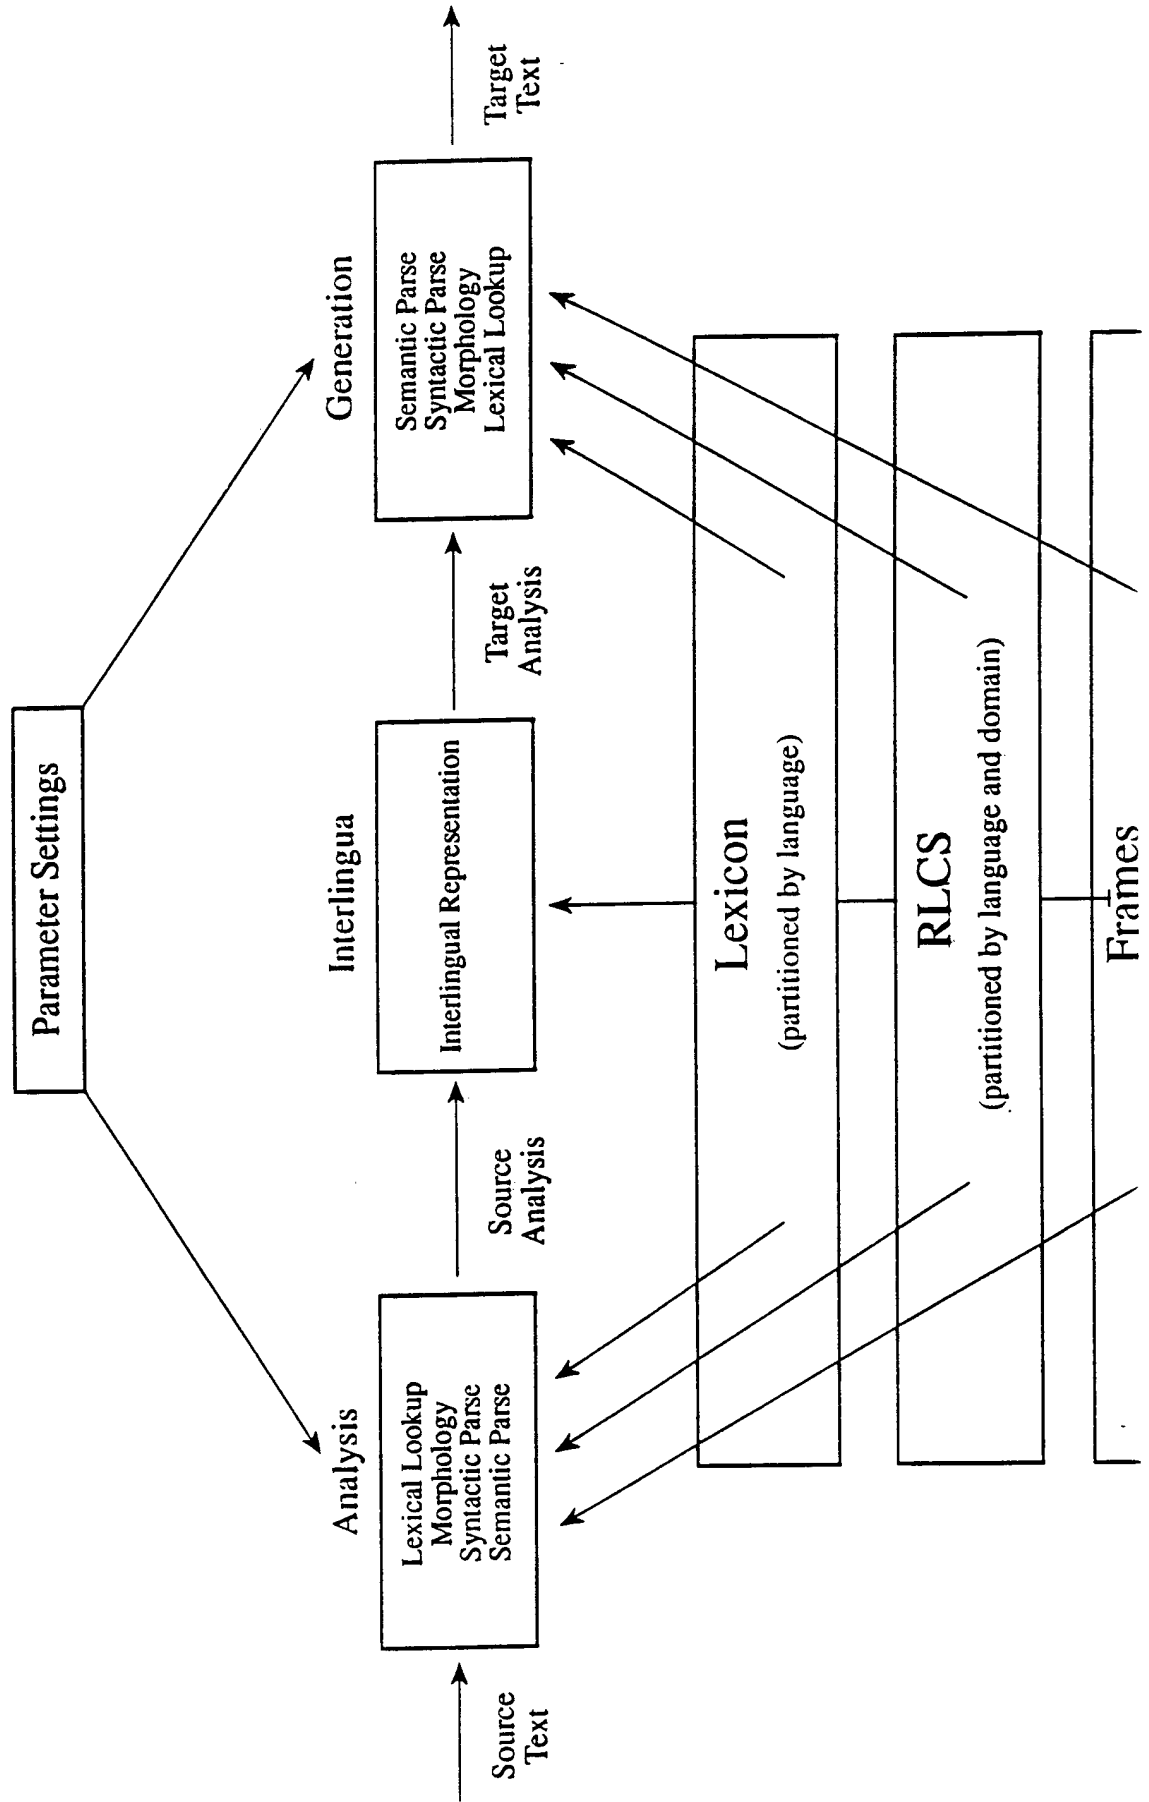 Parameter Settings
Analysis
Interlingua
Generation
Source
Text
Lexical Lookup
Morphology
Syntactic Parse
Semantic Parse
Source
Analysis
Interlingual Representation
Target
Analysis
Semantic Parse
Syntactic Parse
Morphology
Lexical Lookup
Target
Text
Lexicon
(partitioned by language)
RLCS
(partitioned by language and domain)
Frames